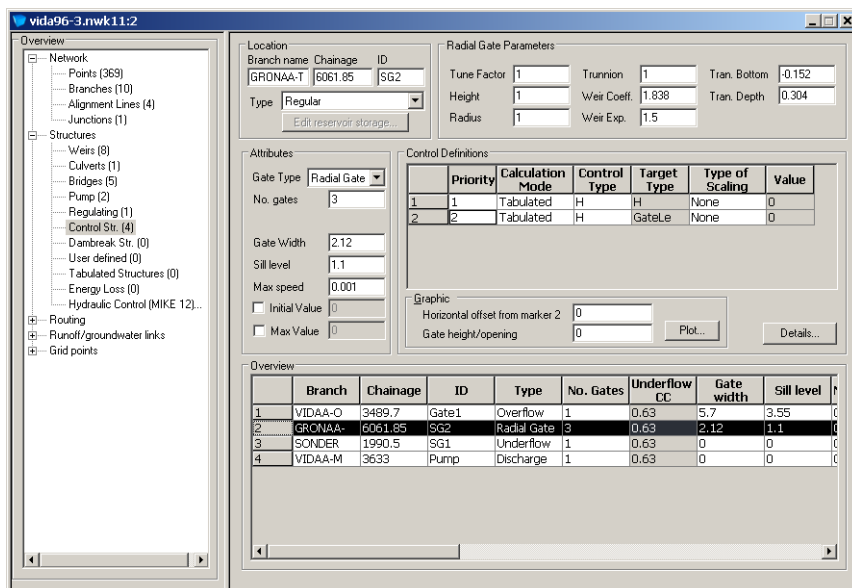 vida96-3.nwk11:2
Overview
Network
Points (369)
Branches (10)
Alignment Lines (4)
Junctions (1)
Structures
Weirs (8)
Culverts (1)
Bridges (5)
Pump (2)
Regulating (1)
Control Str. (4)
Dambreak Str. (0)
User defined (0)
Tabulated Structures (0)
Energy Loss (0)
Hydraulic Control (MIKE 12)...
Routing
Runoff/groundwater links
Grid points
Location
Branch name Chainage ID
GRONAA-T 6061.85 SG2
Type Regular
Edit reservoir storage...
Radial Gate Parameters
Tune Factor 1 Trunnion 1 Tran. Bottom -0.152
Height 1 Weir Coeff. 1.838 Tran. Depth 0.304
Radius 1 Weir Exp. 1.5
Attributes
Gate Type Radial Gate
No. gates 3
Gate Width 2.12
Sill level 1.1
Max speed 0.001
Initial Value 0
Max Value 0
Control Definitions
Priority Calculation Mode Control Type Target Type Type of Scaling Value
1 1 Tabulated H H None 0
2 2 Tabulated H GateLe None 0
Graphic
Horizontal offset from marker 2 0
Gate height/opening 0
Plot...
Details...
Overview
Branch Chainage ID Type No. Gates Underflow CC Gate width Sill level
1 VIDAA-O 3489.7 Gate1 Overflow 1 0.63 5.7 3.55
2 GRONAA- 6061.85 SG2 Radial Gate 3 0.63 2.12 1.1
3 SONDER 1990.5 SG1 Underflow 1 0.63 0 0
4 VIDAA-M 3633 Pump Discharge 1 0.63 0 0